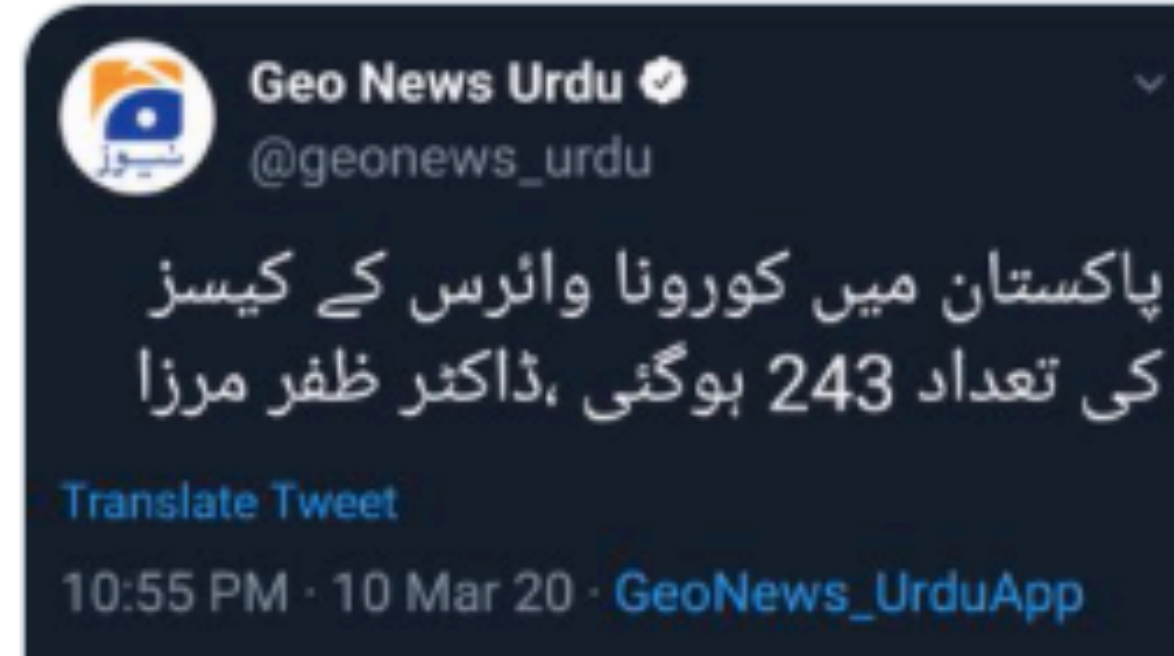 Geo News Urdu
نیوز
@geonews_urdu
پاکستان میں کورونا وائرس کے کیسز
کی تعداد 243 ہوگئی ،ڈاکٹر ظفر مرزا
Translate Tweet
10:55 PM · 10 Mar 20 · GeoNews_UrduApp